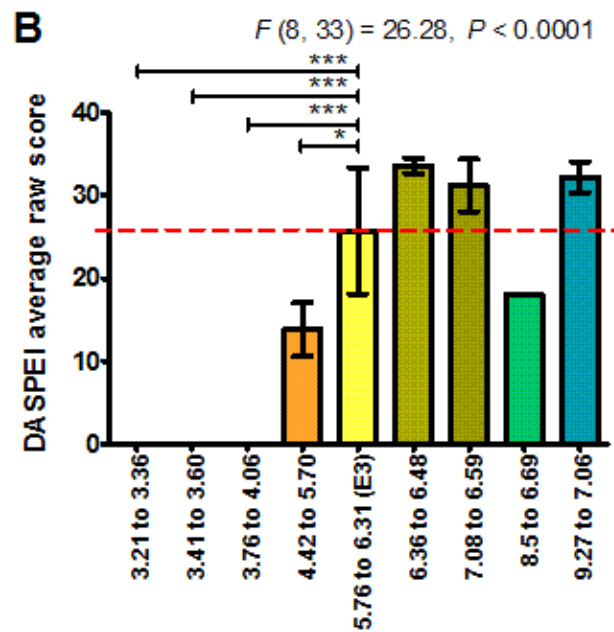 B
F (8, 33) = 26.28, P < 0.0001
***
***
***
*
DASPEI average raw score
40
30
20
10
0
3.21 to 3.36
3.41 to 3.60
3.76 to 4.06
4.42 to 5.70
5.76 to 6.31 (E3)
6.36 to 6.48
7.08 to 6.59
8.5 to 6.69
9.27 to 7.06